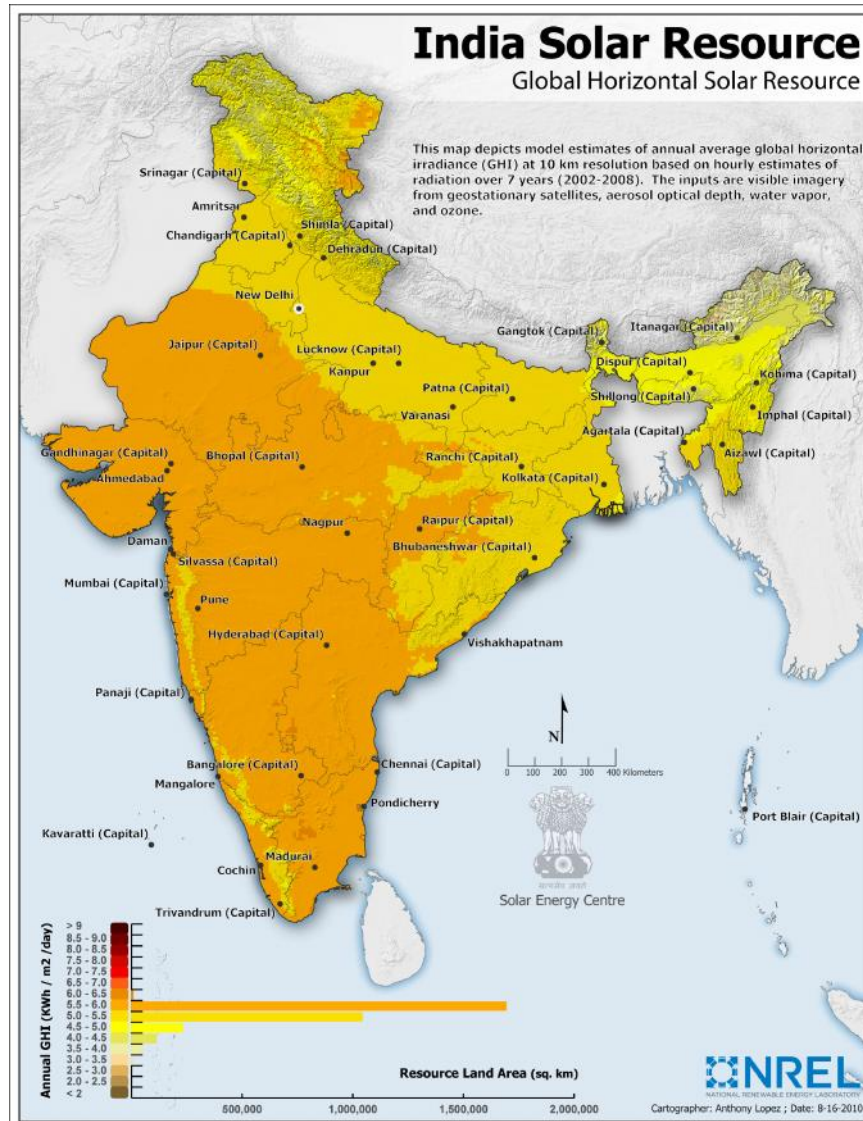 India Solar Resource
Global Horizontal Solar Resource
This map depicts model estimates of annual average global horizontal
irradiance (GHI) at 10 km resolution based on hourly estimates of
radiation over 7 years (2002-2008). The inputs are visible imagery
from geostationary satellites, aerosol optical depth, water vapor,
and ozone.
Srinagar (Capital)
Amritsar
Shimla (Capital)
Chandigarh (Capital)
Dehradun (Capital)
New Delhi
Gangtok (Capital)
Itanagar (Capital)
Jaipur (Capital)
Lucknow (Capital)
Kanpur
Dispur (Capital)
Kohima (Capital)
Patna (Capital)
Shillong (Capital)
Varanasi
Imphal (Capital)
Agartala (Capital)
Gandhinagar (Capital)
Bhopal (Capital)
Ranchi (Capital)
Aizawl (Capital)
Ahmedabad
Kolkata (Capital)
Nagpur
Raipur (Capital)
Daman
Bhubaneshwar (Capital)
Silvassa (Capital)
Mumbai (Capital)
Pune
Hyderabad (Capital)
Vishakhapatnam
Panaji (Capital)
N
Bangalore (Capital)
Chennai (Capital)
Mangalore
0 100 200 300 400 Kilometers
Pondicherry
Port Blair (Capital)
Kavaratti (Capital)
Madurai
Cochin
सत्यमेव जयते
Solar Energy Centre
Trivandrum (Capital)
Annual GHI (KWh / m2 /day)
> 9
8.5 - 9.0
8.0 - 8.5
7.5 - 8.0
7.0 - 7.5
6.5 - 7.0
6.0 - 6.5
5.5 - 6.0
5.0 - 5.5
4.5 - 5.0
4.0 - 4.5
3.5 - 4.0
3.0 - 3.5
2.5 - 3.0
2.0 - 2.5
< 2
Resource Land Area (sq. km)
500,000 1,000,000 1,500,000 2,000,000
NREL
NATIONAL RENEWABLE ENERGY LABORATORY
Cartographer: Anthony Lopez ; Date: 8-16-2010